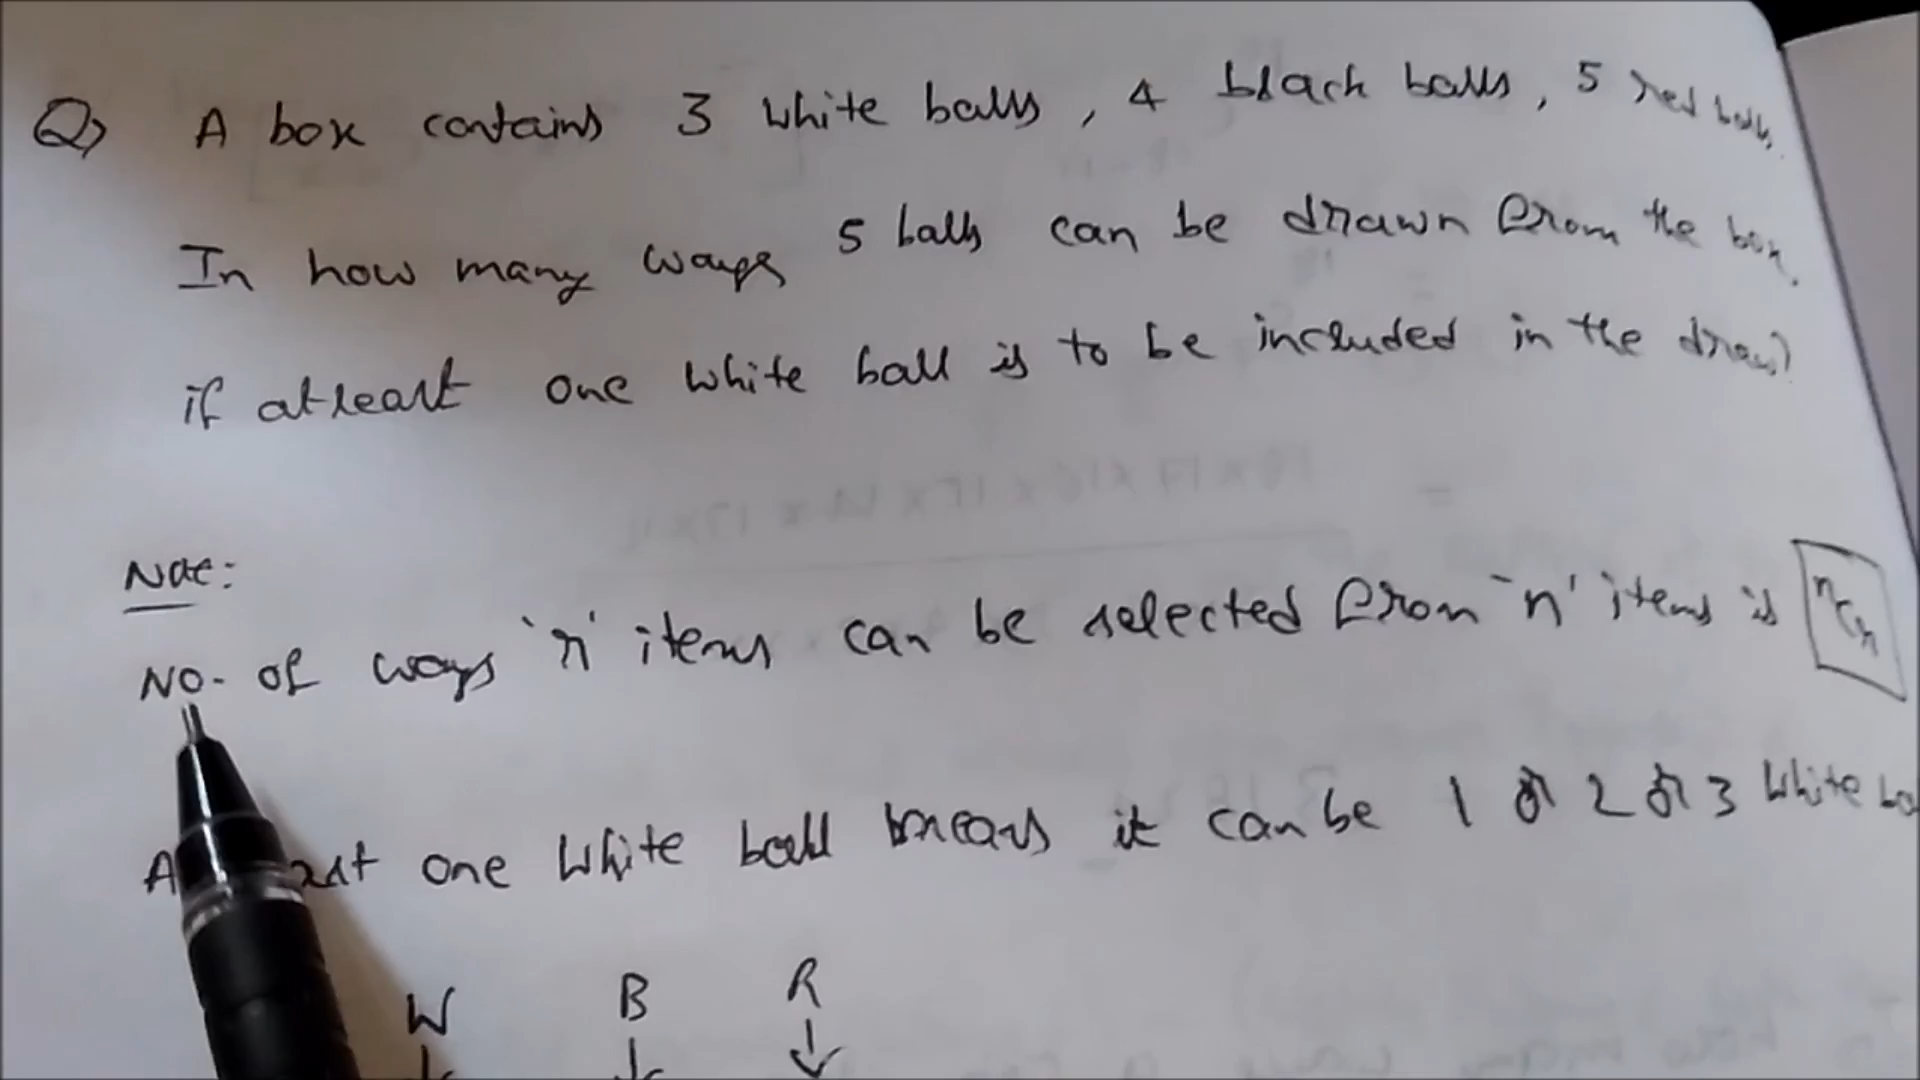 Q) A box contains 3 white balls, 4 black balls, 5 red balls.
In how many ways 5 balls can be drawn from the box.
if atleast one white ball is to be included in the draw?
Note:
No. of ways 'r' items can be selected from 'n' items is nCr
one white ball means it can be 1 or 2 or 3 white
W B R